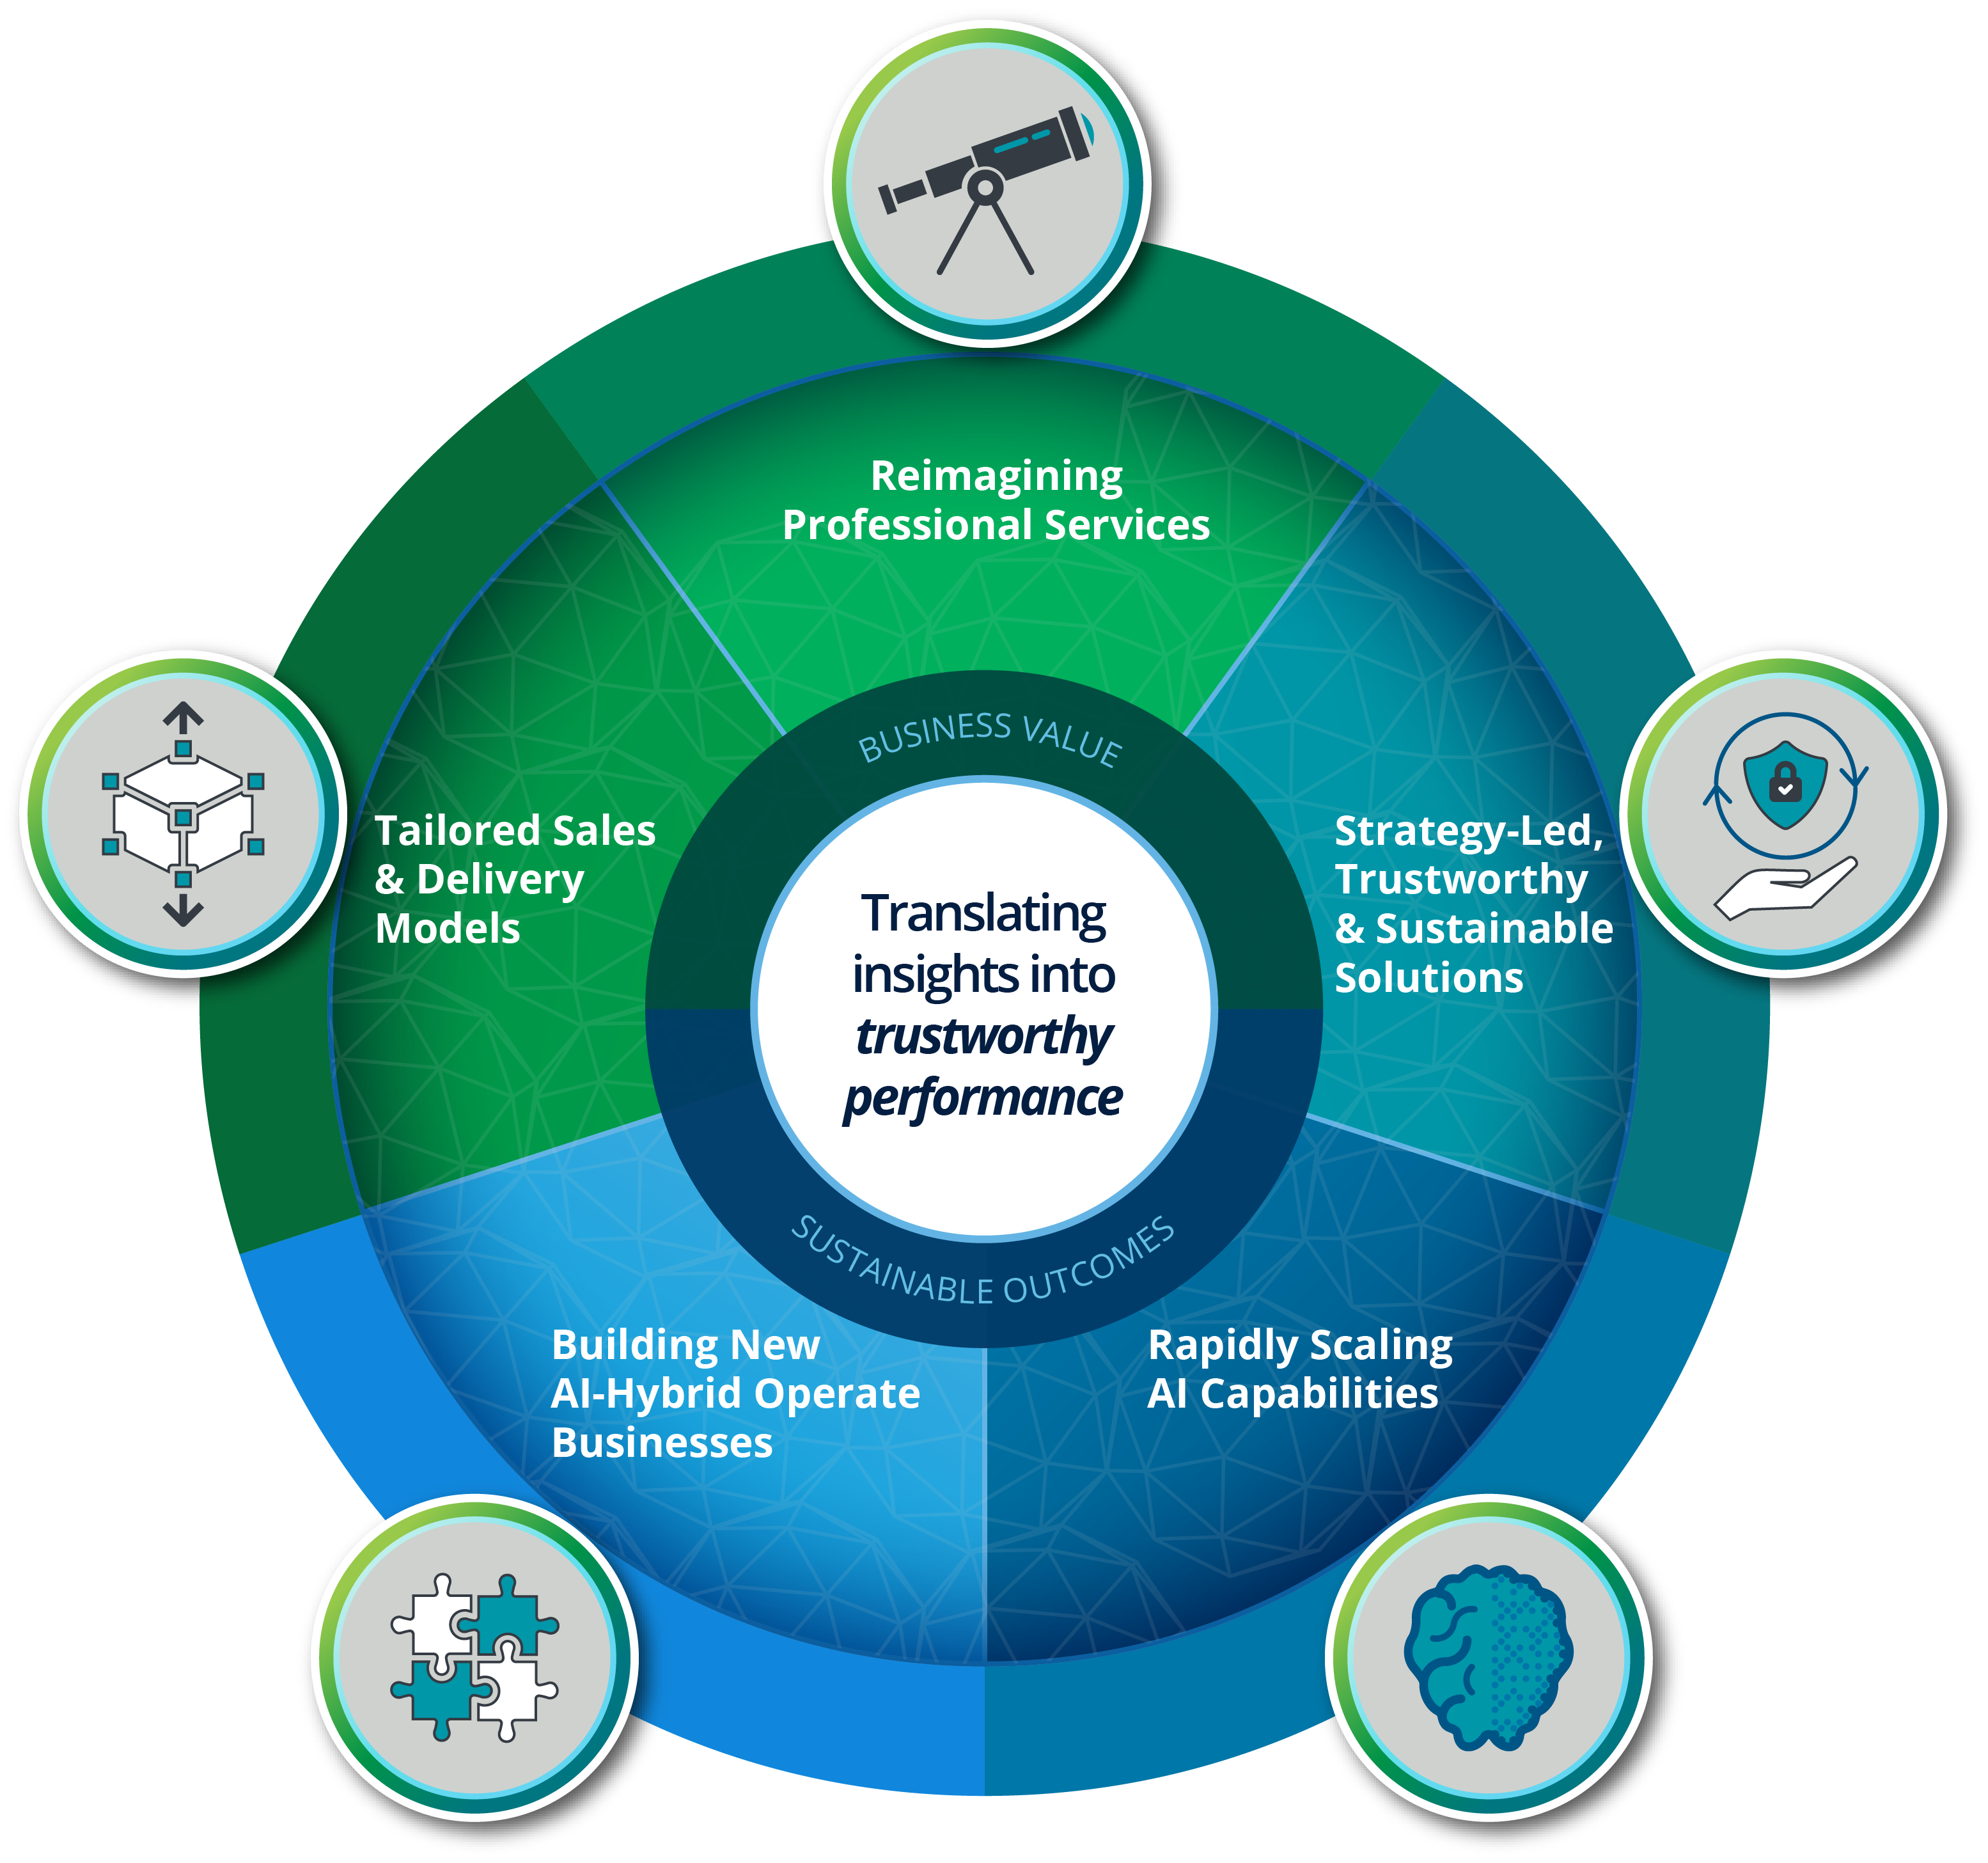 Reimagining
Professional Services
BUSINESS VALUE
Tailored Sales
& Delivery
Models
Translating
insights into
trustworthy
performance
Strategy-Led,
Trustworthy
& Sustainable
Solutions
SUSTAINABLE OUTCOMES
Building New
AI-Hybrid Operate
Businesses
Rapidly Scaling
AI Capabilities